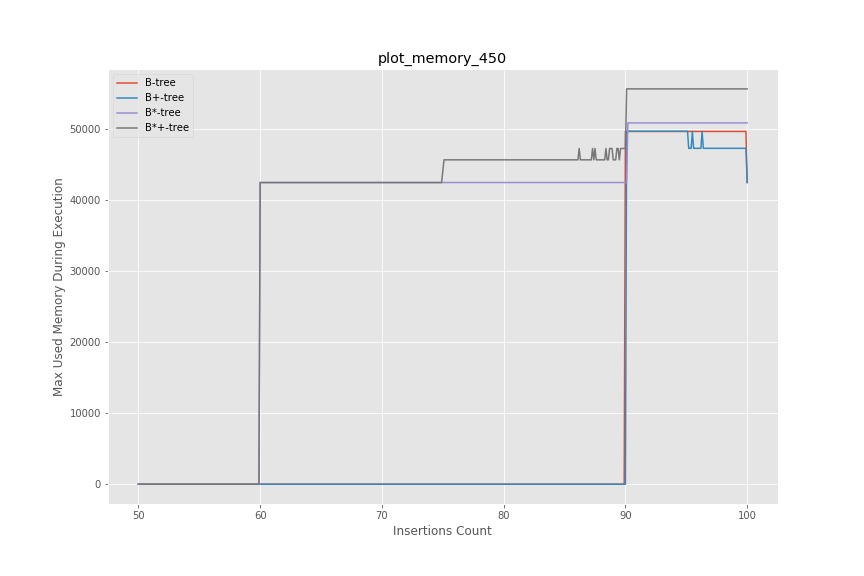 plot_memory_450
B-tree
B+-tree
B*-tree
B*+-tree
50000
40000
30000
20000
10000
0
Max Used Memory During Execution
50 60 70 80 90 100
Insertions Count